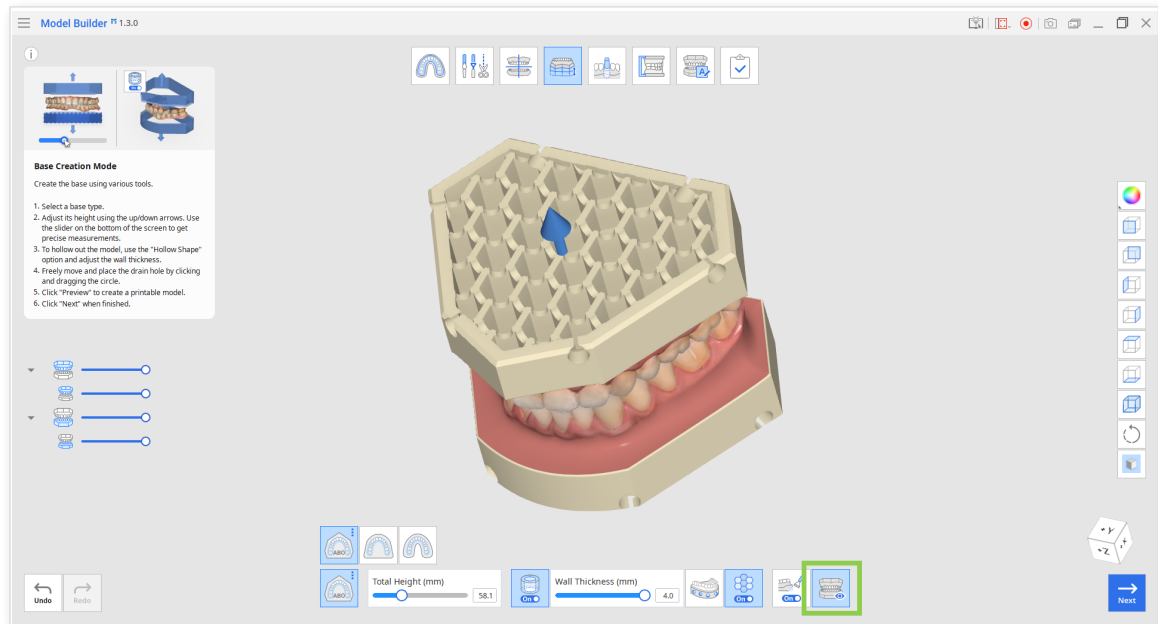 Model Builder 1.3.0
Base Creation Mode
Create the base using various tools.
1. Select a base type.
2. Adjust its height using the up/down arrows. Use
the slider on the bottom of the screen to get
precise measurements.
3. To hollow out the model, use the "Hollow Shape"
option and adjust the wall thickness.
4. Freely move and place the drain hole by clicking
and dragging the circle.
5. Click "Preview" to create a printable model.
6. Click "Next" when finished.
ABO
Total Height (mm)
58.1
Wall Thickness (mm)
4.0
ABO
On
On
On
Undo
Redo
Next